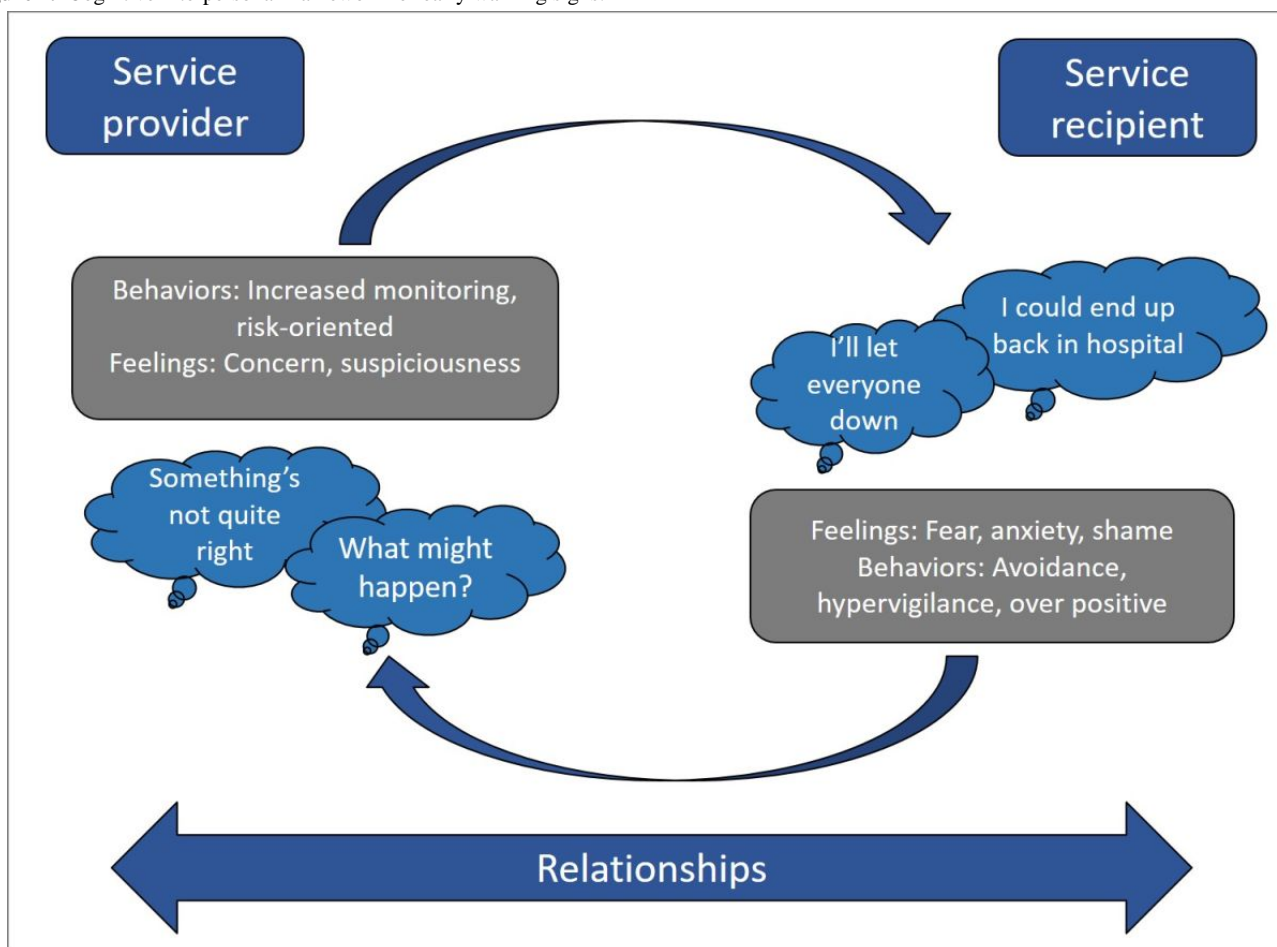 Service
provider
Service
recipient
Behaviors: Increased monitoring,
risk-oriented
Feelings: Concern, suspiciousness
I could end up
back in hospital
I'll let
everyone
down
Something's
not quite
right
What might
happen?
Feelings: Fear, anxiety, shame
Behaviors: Avoidance,
hypervigilance, over positive
Relationships